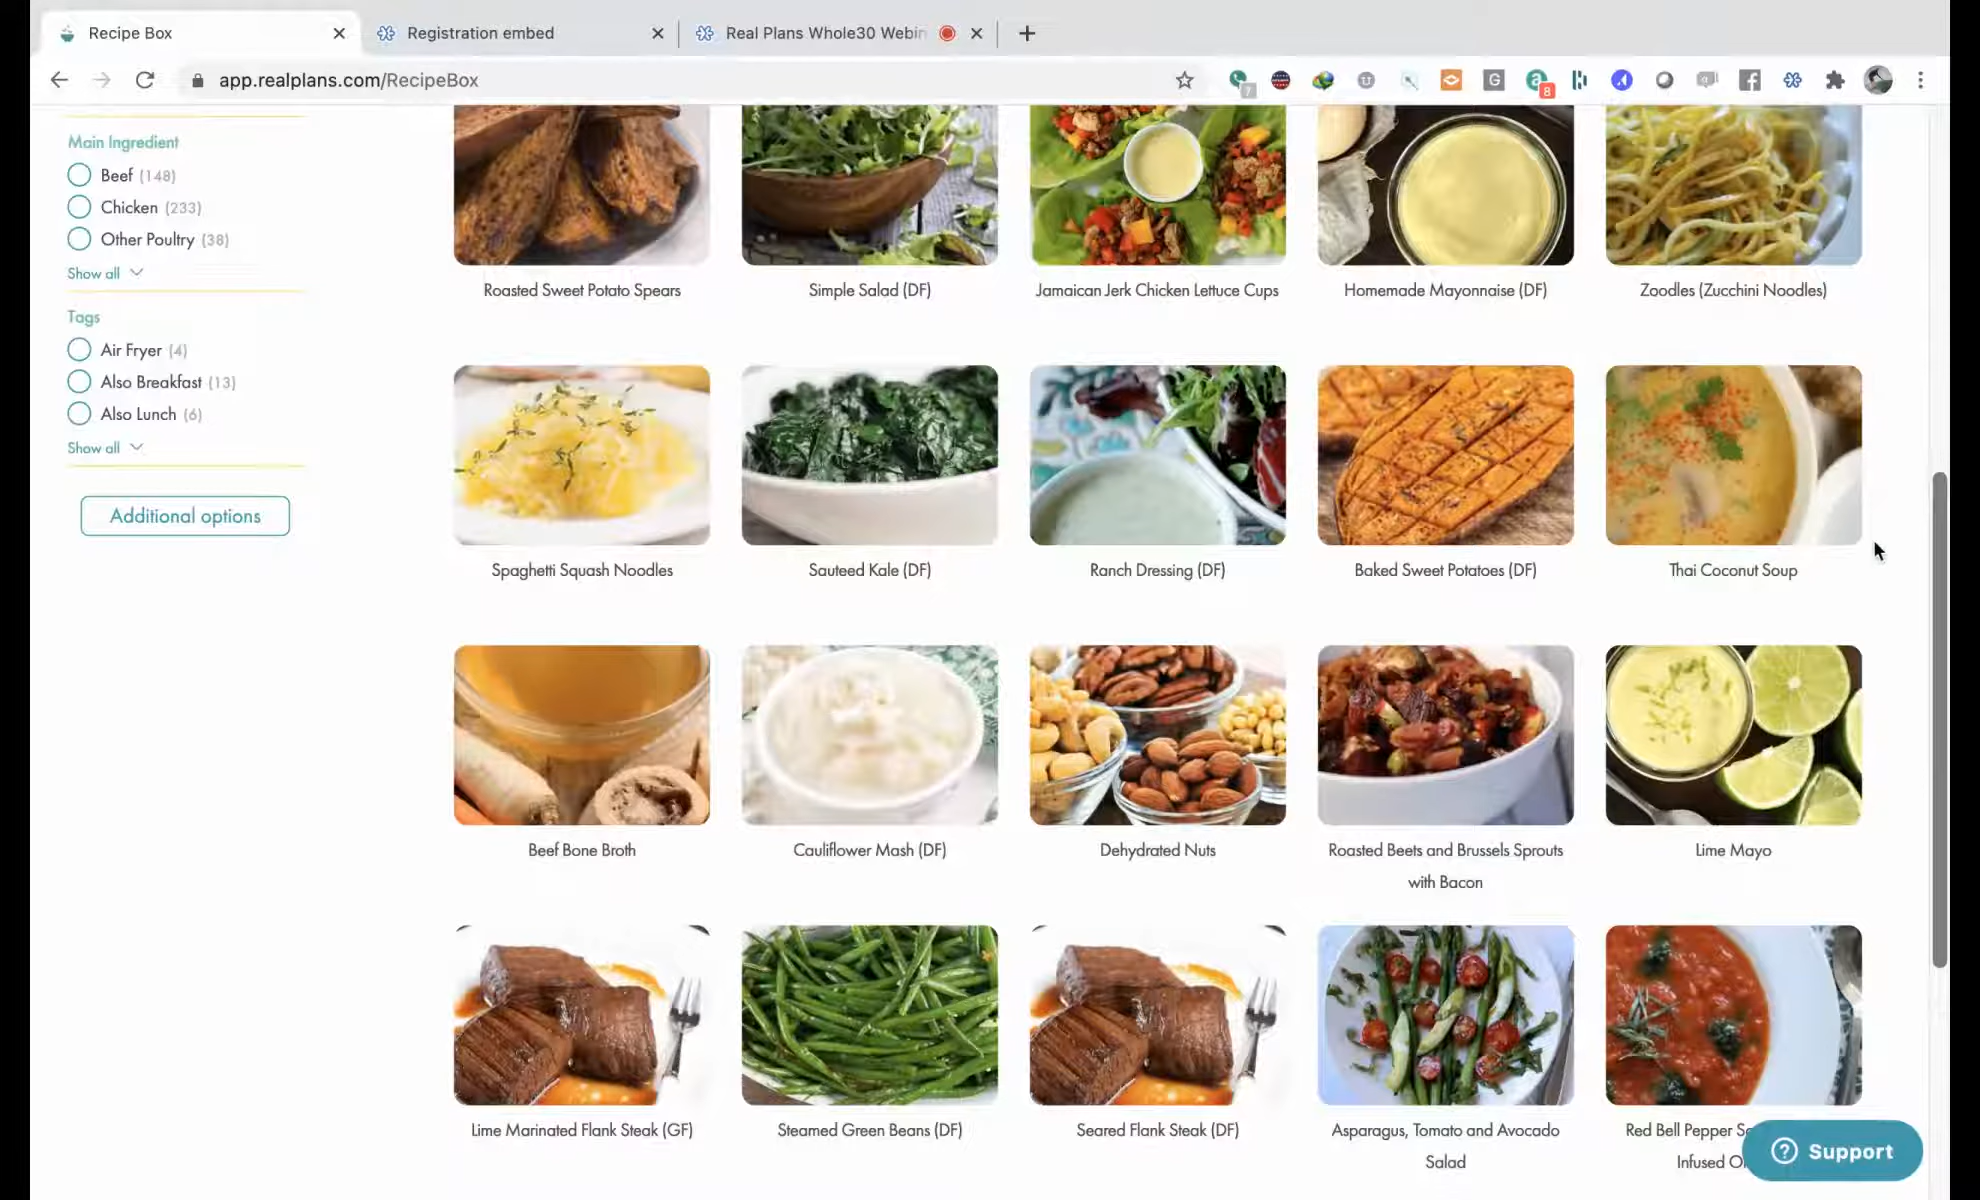 Recipe Box
Registration embed
Real Plans Whole30 Webin
app.realplans.com/RecipeBox
7
G
8
Main Ingredient
Beef (148)
Chicken (233)
Other Poultry (38)
Show all
Tags
Air Fryer (4)
Also Breakfast (13)
Also Lunch (6)
Show all
Additional options
Roasted Sweet Potato Spears
Simple Salad (DF)
Jamaican Jerk Chicken Lettuce Cups
Homemade Mayonnaise (DF)
Zoodles (Zucchini Noodles)
Spaghetti Squash Noodles
Sauteed Kale (DF)
Ranch Dressing (DF)
Baked Sweet Potatoes (DF)
Thai Coconut Soup
Beef Bone Broth
Cauliflower Mash (DF)
Dehydrated Nuts
Roasted Beets and Brussels Sprouts
with Bacon
Lime Mayo
Lime Marinated Flank Steak (GF)
Steamed Green Beans (DF)
Seared Flank Steak (DF)
Asparagus, Tomato and Avocado
Salad
Red Bell Pepper
Infused
Support